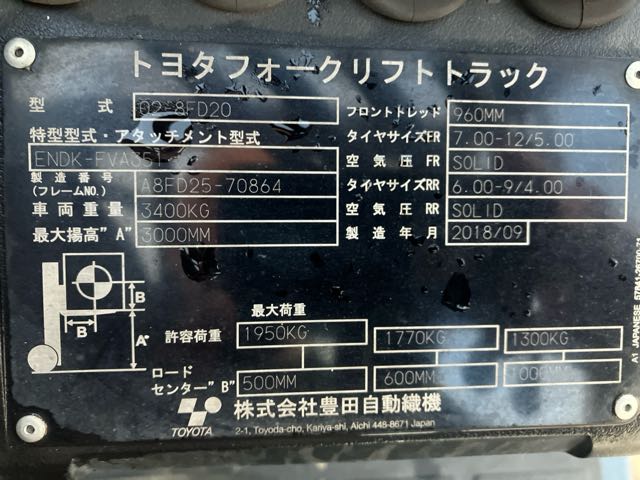 トヨタフォークリフトトラック
型式 02-8FD20 フロントトレッド 960MM
特型型式・アタッチメント型式 タイヤサイズFR 7.00-12/5.00
ENDK-FVA351 空気圧 FR SOLID
製造番号(フレームNO.) A8FD25-70864 タイヤサイズRR 6.00-9/4.00
車両重量 3400KG 空気圧 RR SOLID
最大揚高"A" 3000MM 製造年月 2018/09
B
B
A
最大荷重
許容荷重 1950KG 1770KG 1300KG
ロードセンター"B" 500MM 600MM 1000MM
TOYOTA 株式会社豊田自動織機
2-1, Toyoda-cho, Kariya-shi, Aichi 448-8671 Japan
A1 JAPANESE